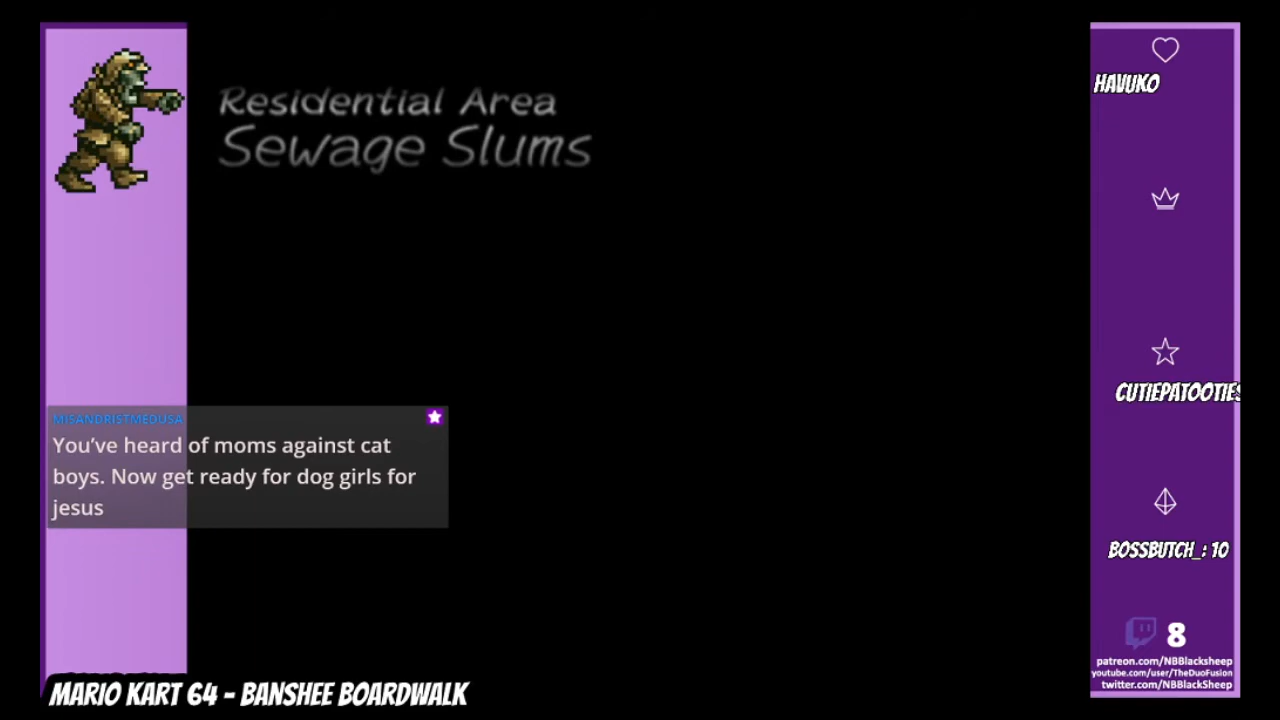 HAVUKO
Residential Area
Sewage Slums
CUTIEPATOOTIES
MISANDRISTMEDUSA
You've heard of moms against cat
boys. Now get ready for dog girls for
jesus
BOSSBUTCH_: 10
8
patreon.com/NBBlacksheep
youtube.com/user/TheDuoFusion
twitter.com/NBBlackSheep
MARIO KART 64 - BANSHEE BOARDWALK